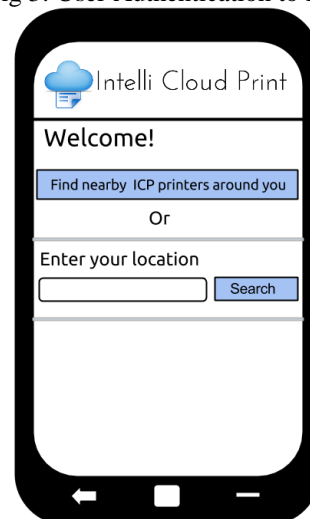 Intelli Cloud Print
Welcome!
Find nearby ICP printers around you
Or
Enter your location
Search